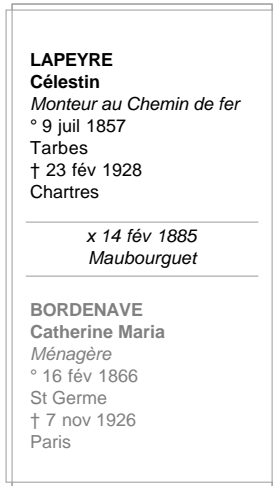 LAPEYRE
Célestin
Monteur au Chemin de fer
° 9 juil 1857
Tarbes
† 23 fév 1928
Chartres
x 14 fév 1885
Maubourguet
BORDENAVE
Catherine Maria
Ménagère
° 16 fév 1866
St Germe
† 7 nov 1926
Paris